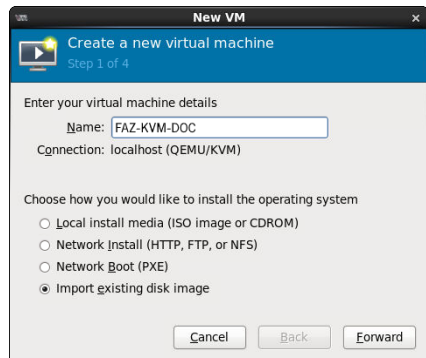 New VM
Create a new virtual machine
Step 1 of 4
Enter your virtual machine details
Name: FAZ-KVM-DOC
Connection: localhost (QEMU/KVM)
Choose how you would like to install the operating system
Local install media (ISO image or CDROM)
Network Install (HTTP, FTP, or NFS)
Network Boot (PXE)
Import existing disk image
Cancel Back Forward